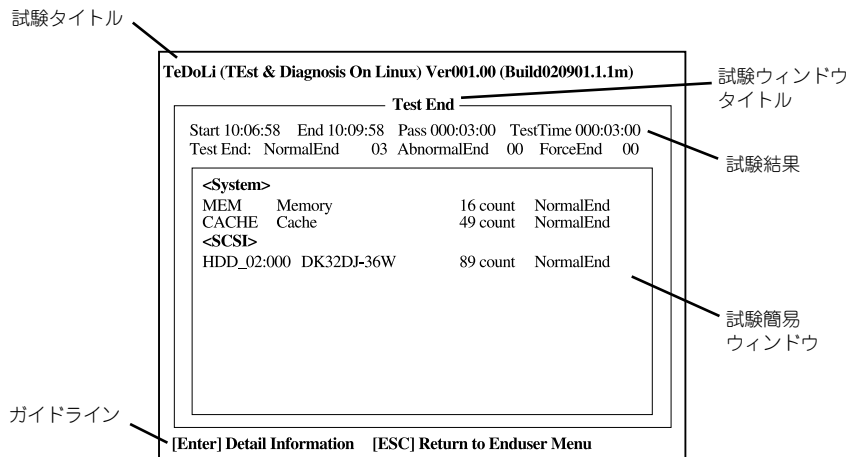 試験タイトル
TeDoLi (TEst & Diagnosis On Linux) Ver001.00 (Build020901.1.1m)
試験ウィンドウ
タイトル
Test End
Start 10:06:58 End 10:09:58 Pass 000:03:00 TestTime 000:03:00
Test End: NormalEnd 03 AbnormalEnd 00 ForceEnd 00
試験結果
<System>
MEM Memory 16 count NormalEnd
CACHE Cache 49 count NormalEnd
<SCSI>
HDD_02:000 DK32DJ-36W 89 count NormalEnd
試験簡易
ウィンドウ
ガイドライン
[Enter] Detail Information [ESC] Return to Enduser Menu